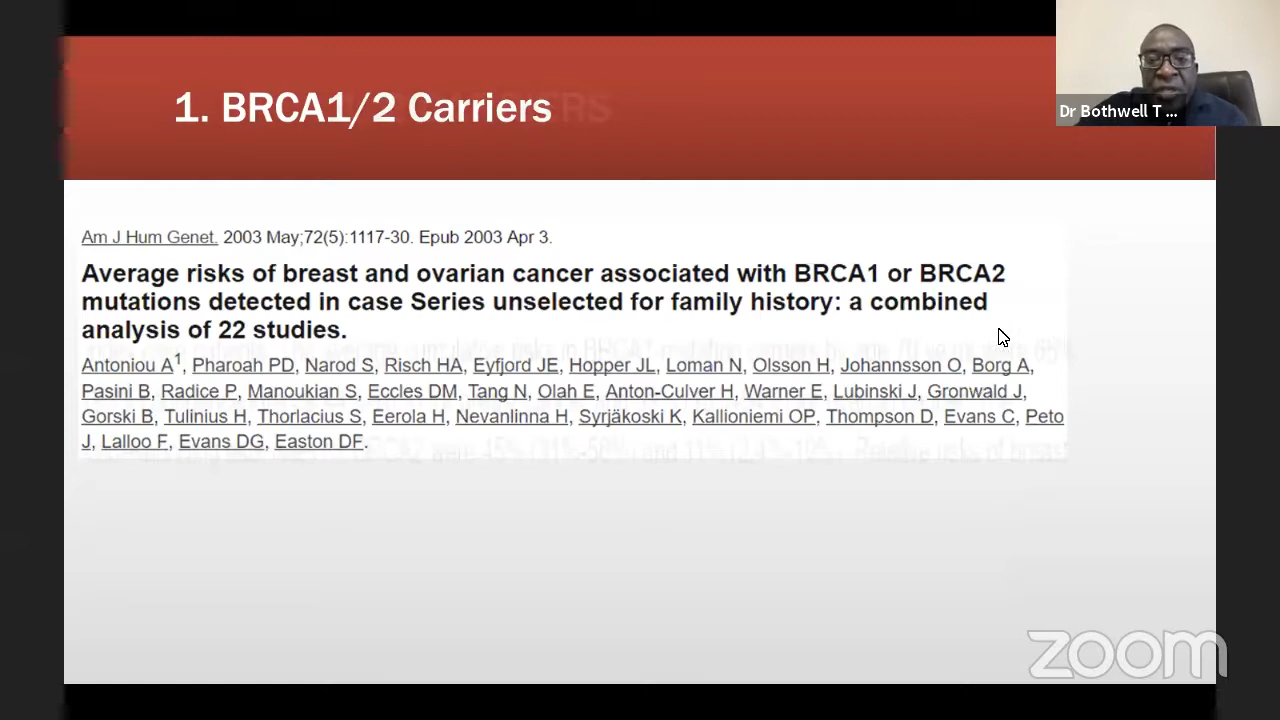 1. BRCA1/2 Carriers
Dr Bothwell T ...
Am J Hum Genet. 2003 May;72(5):1117-30. Epub 2003 Apr 3.
Average risks of breast and ovarian cancer associated with BRCA1 or BRCA2
mutations detected in case Series unselected for family history: a combined
analysis of 22 studies.
Antoniou A1, Pharoah PD, Narod S, Risch HA, Eyfjord JE, Hopper JL, Loman N, Olsson H, Johannsson O, Borg A,
Pasini B, Radice P, Manoukian S, Eccles DM, Tang N, Olah E, Anton-Culver H, Warner E, Lubinski J, Gronwald J,
Gorski B, Tulinius H, Thorlacius S, Eerola H, Nevanlinna H, Syrjäkoski K, Kallioniemi OP, Thompson D, Evans C, Peto
J, Lalloo F, Evans DG, Easton DF.
zoom